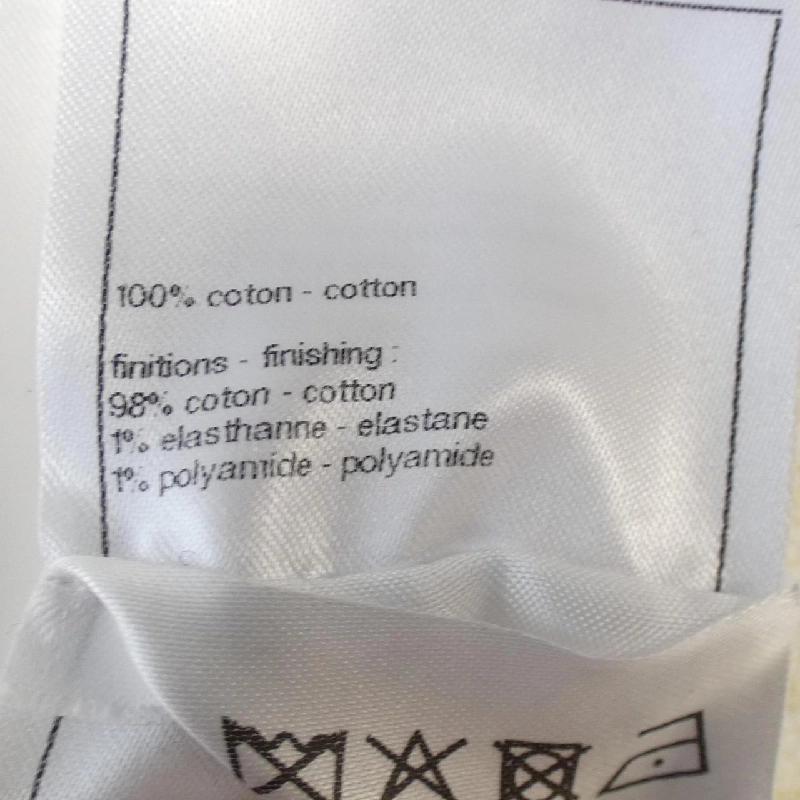 100% coton - cotton
finitions - finishing :
98% coton - cotton
1% elasthanne - elastane
1% polyamide - polyamide